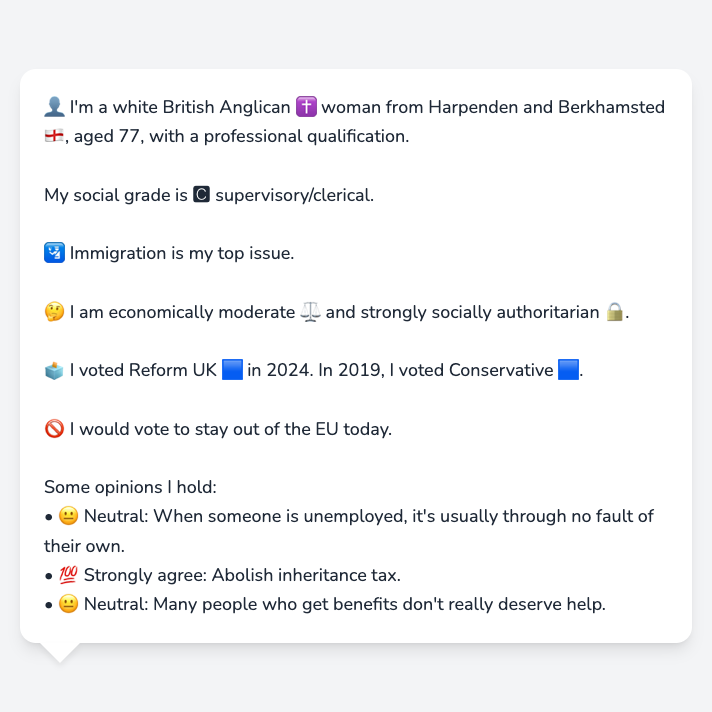 👤 I'm a white British Anglican ✝️ woman from Harpenden and Berkhamsted
🏴󠁧󠁢󠁥󠁮󠁧󠁿, aged 77, with a professional qualification.
My social grade is 🅲 supervisory/clerical.
🛂 Immigration is my top issue.
🤔 I am economically moderate ⚖️ and strongly socially authoritarian 🔒.
🗳️ I voted Reform UK 🟦 in 2024. In 2019, I voted Conservative 🟦.
🚫 I would vote to stay out of the EU today.
Some opinions I hold:
• 😐 Neutral: When someone is unemployed, it's usually through no fault of
their own.
• 💯 Strongly agree: Abolish inheritance tax.
• 😐 Neutral: Many people who get benefits don't really deserve help.